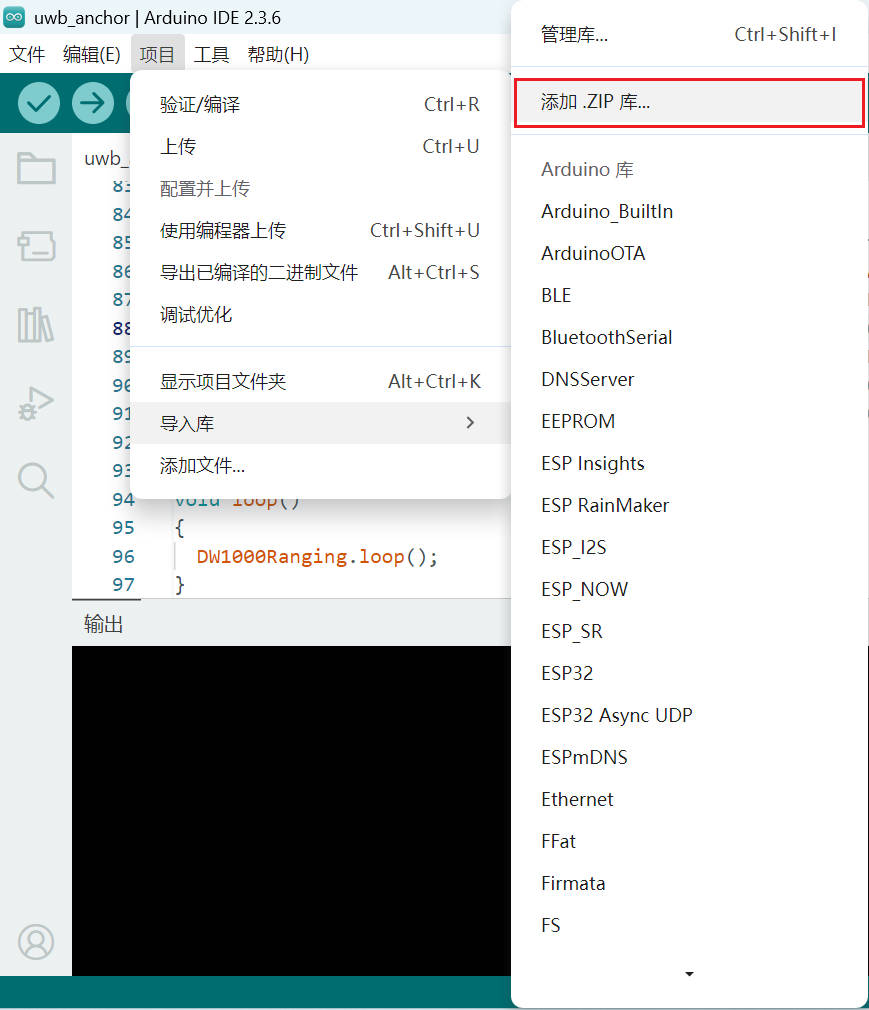 uwb_anchor | Arduino IDE 2.3.6
文件 编辑(E) 项目 工具 帮助(H)
验证/编译 Ctrl+R
上传 Ctrl+U
配置并上传
使用编程器上传 Ctrl+Shift+U
导出已编译的二进制文件 Alt+Ctrl+S
调试优化
显示项目文件夹 Alt+Ctrl+K
导入库
添加文件...
管理库... Ctrl+Shift+I
添加 .ZIP 库...
Arduino 库
Arduino_BuiltIn
ArduinoOTA
BLE
BluetoothSerial
DNSServer
EEPROM
ESP Insights
ESP RainMaker
ESP_I2S
ESP_NOW
ESP_SR
ESP32
ESP32 Async UDP
ESPmDNS
Ethernet
FFat
Firmata
FS
uwb_
83
84
85
86
87
88
89
90
91
92
93
94 void loop()
95 {
96 DW1000Ranging.loop();
97 }
输出